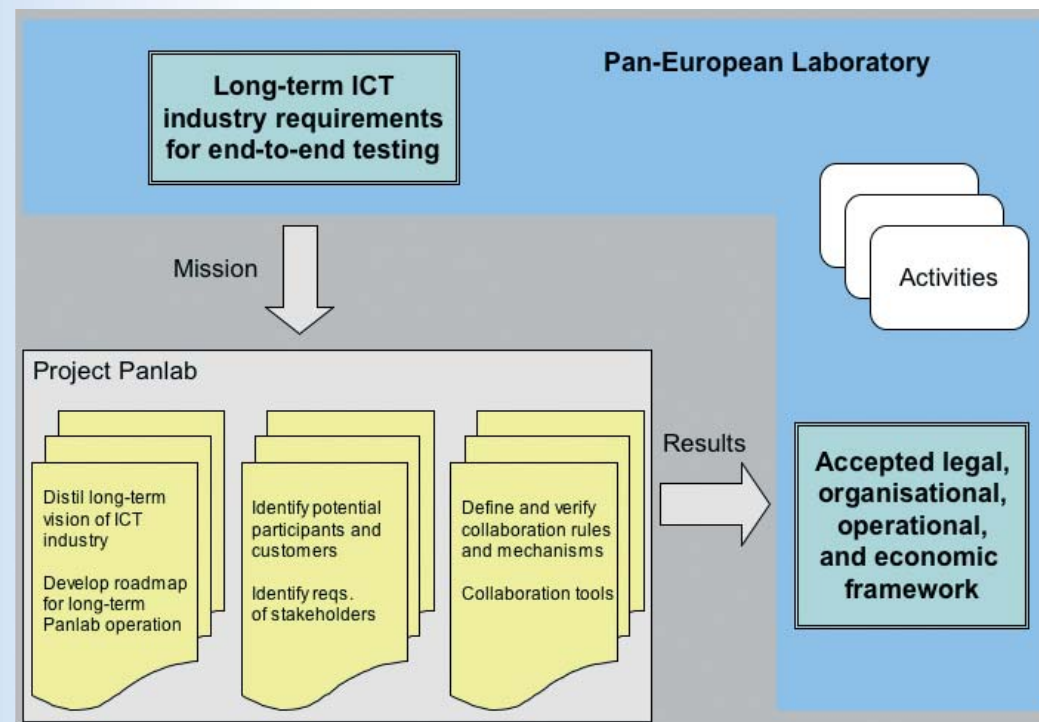 Pan-European Laboratory
Long-term ICT
industry requirements
for end-to-end testing
Activities
Mission
Project Panlab
Distil long-term
vision of ICT
industry
Develop roadmap
for long-term
Panlab operation
Identify potential
participants and
customers
Identify reqs.
of stakeholders
Define and verify
collaboration rules
and mechanisms
Collaboration tools
Results
Accepted legal,
organisational,
operational,
and economic
framework